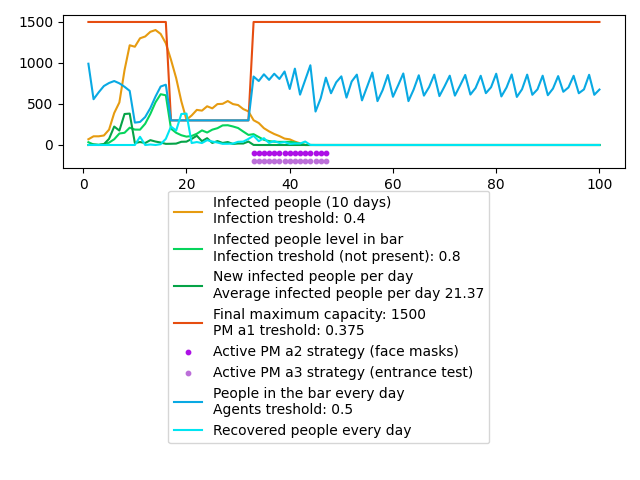 1500
1000
500
0
0
20
40
60
80
100
Infected people (10 days)
Infection treshold: 0.4
Infected people level in bar
Infection treshold (not present): 0.8
New infected people per day
Average infected people per day 21.37
Final maximum capacity: 1500
PM a1 treshold: 0.375
Active PM a2 strategy (face masks)
Active PM a3 strategy (entrance test)
People in the bar every day
Agents treshold: 0.5
Recovered people every day